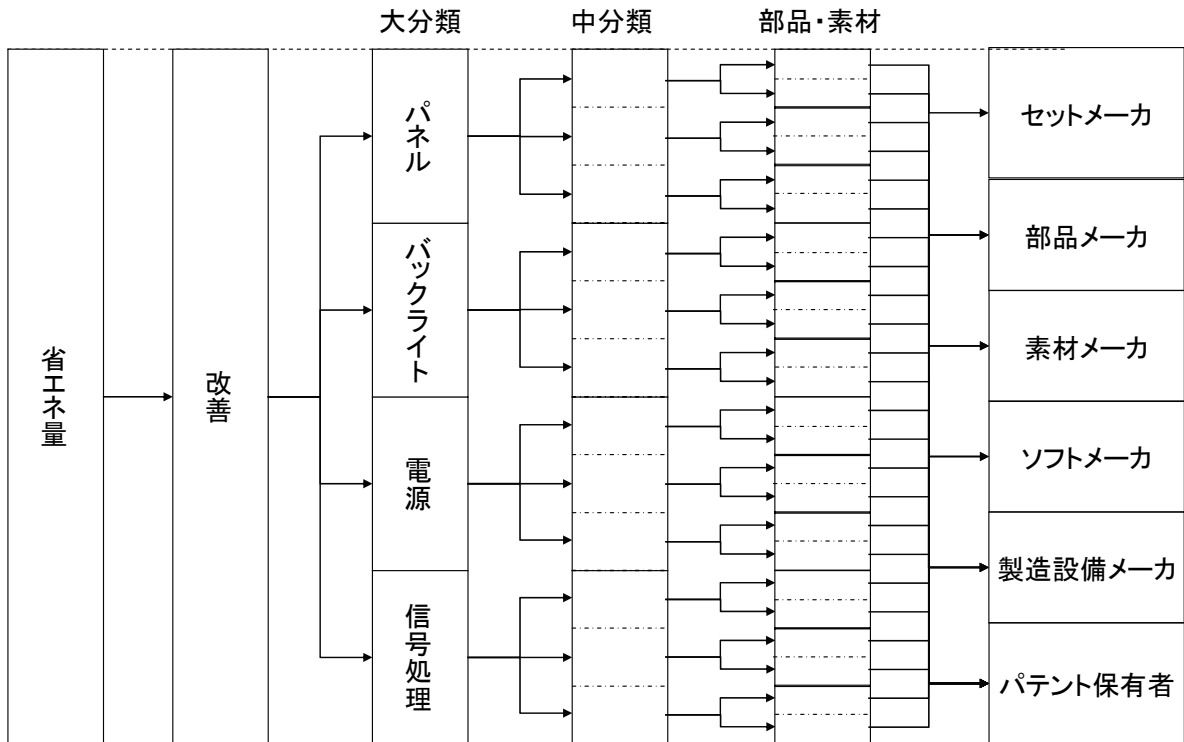 大分類
中分類
部品・素材
省エネ量
改善
パネル
バックライト
電源
信号処理
セットメーカ
部品メーカ
素材メーカ
ソフトメーカ
製造設備メーカ
パテント保有者